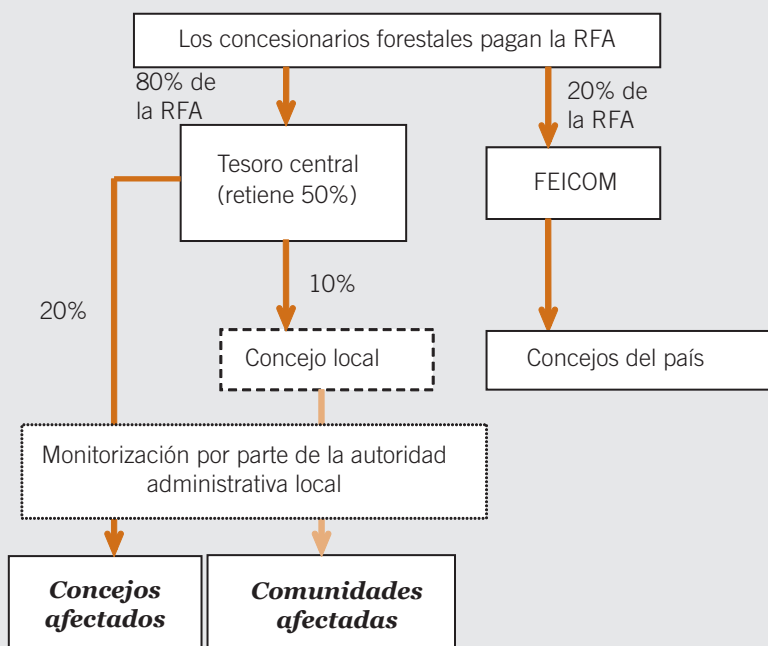 Los concesionarios forestales pagan la RFA
80% de
la RFA
20% de
la RFA
Tesoro central
(retiene 50%)
FEICOM
20%
10%
Concejo local
Concejos del país
Monitorización por parte de la autoridad
administrativa local
Concejos
afectados
Comunidades
afectadas